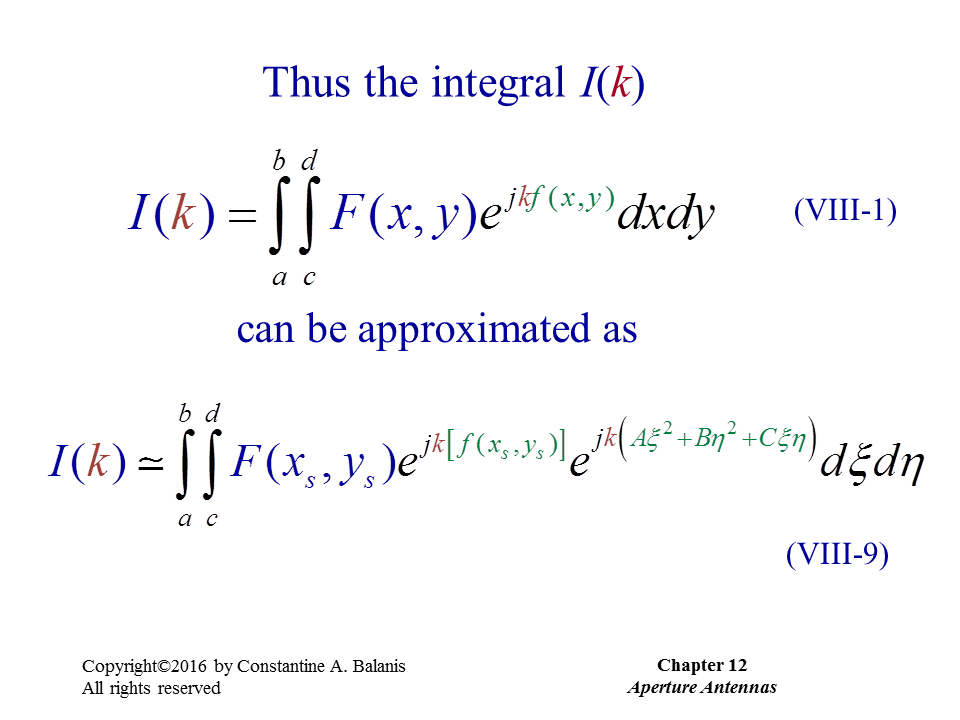 Thus the integral I(k)
I(k) = ∫_a^b ∫_c^d F(x, y)e^{jkf(x,y)}dxdy (VIII-1)
can be approximated as
I(k) ≃ ∫_a^b ∫_c^d F(x_s, y_s)e^{jk[f(x_s, y_s)]}e^{jk(Aξ^2+Bη^2+Cξη)}dξdη
(VIII-9)
Copyright©2016 by Constantine A. Balanis
All rights reserved
Chapter 12
Aperture Antennas